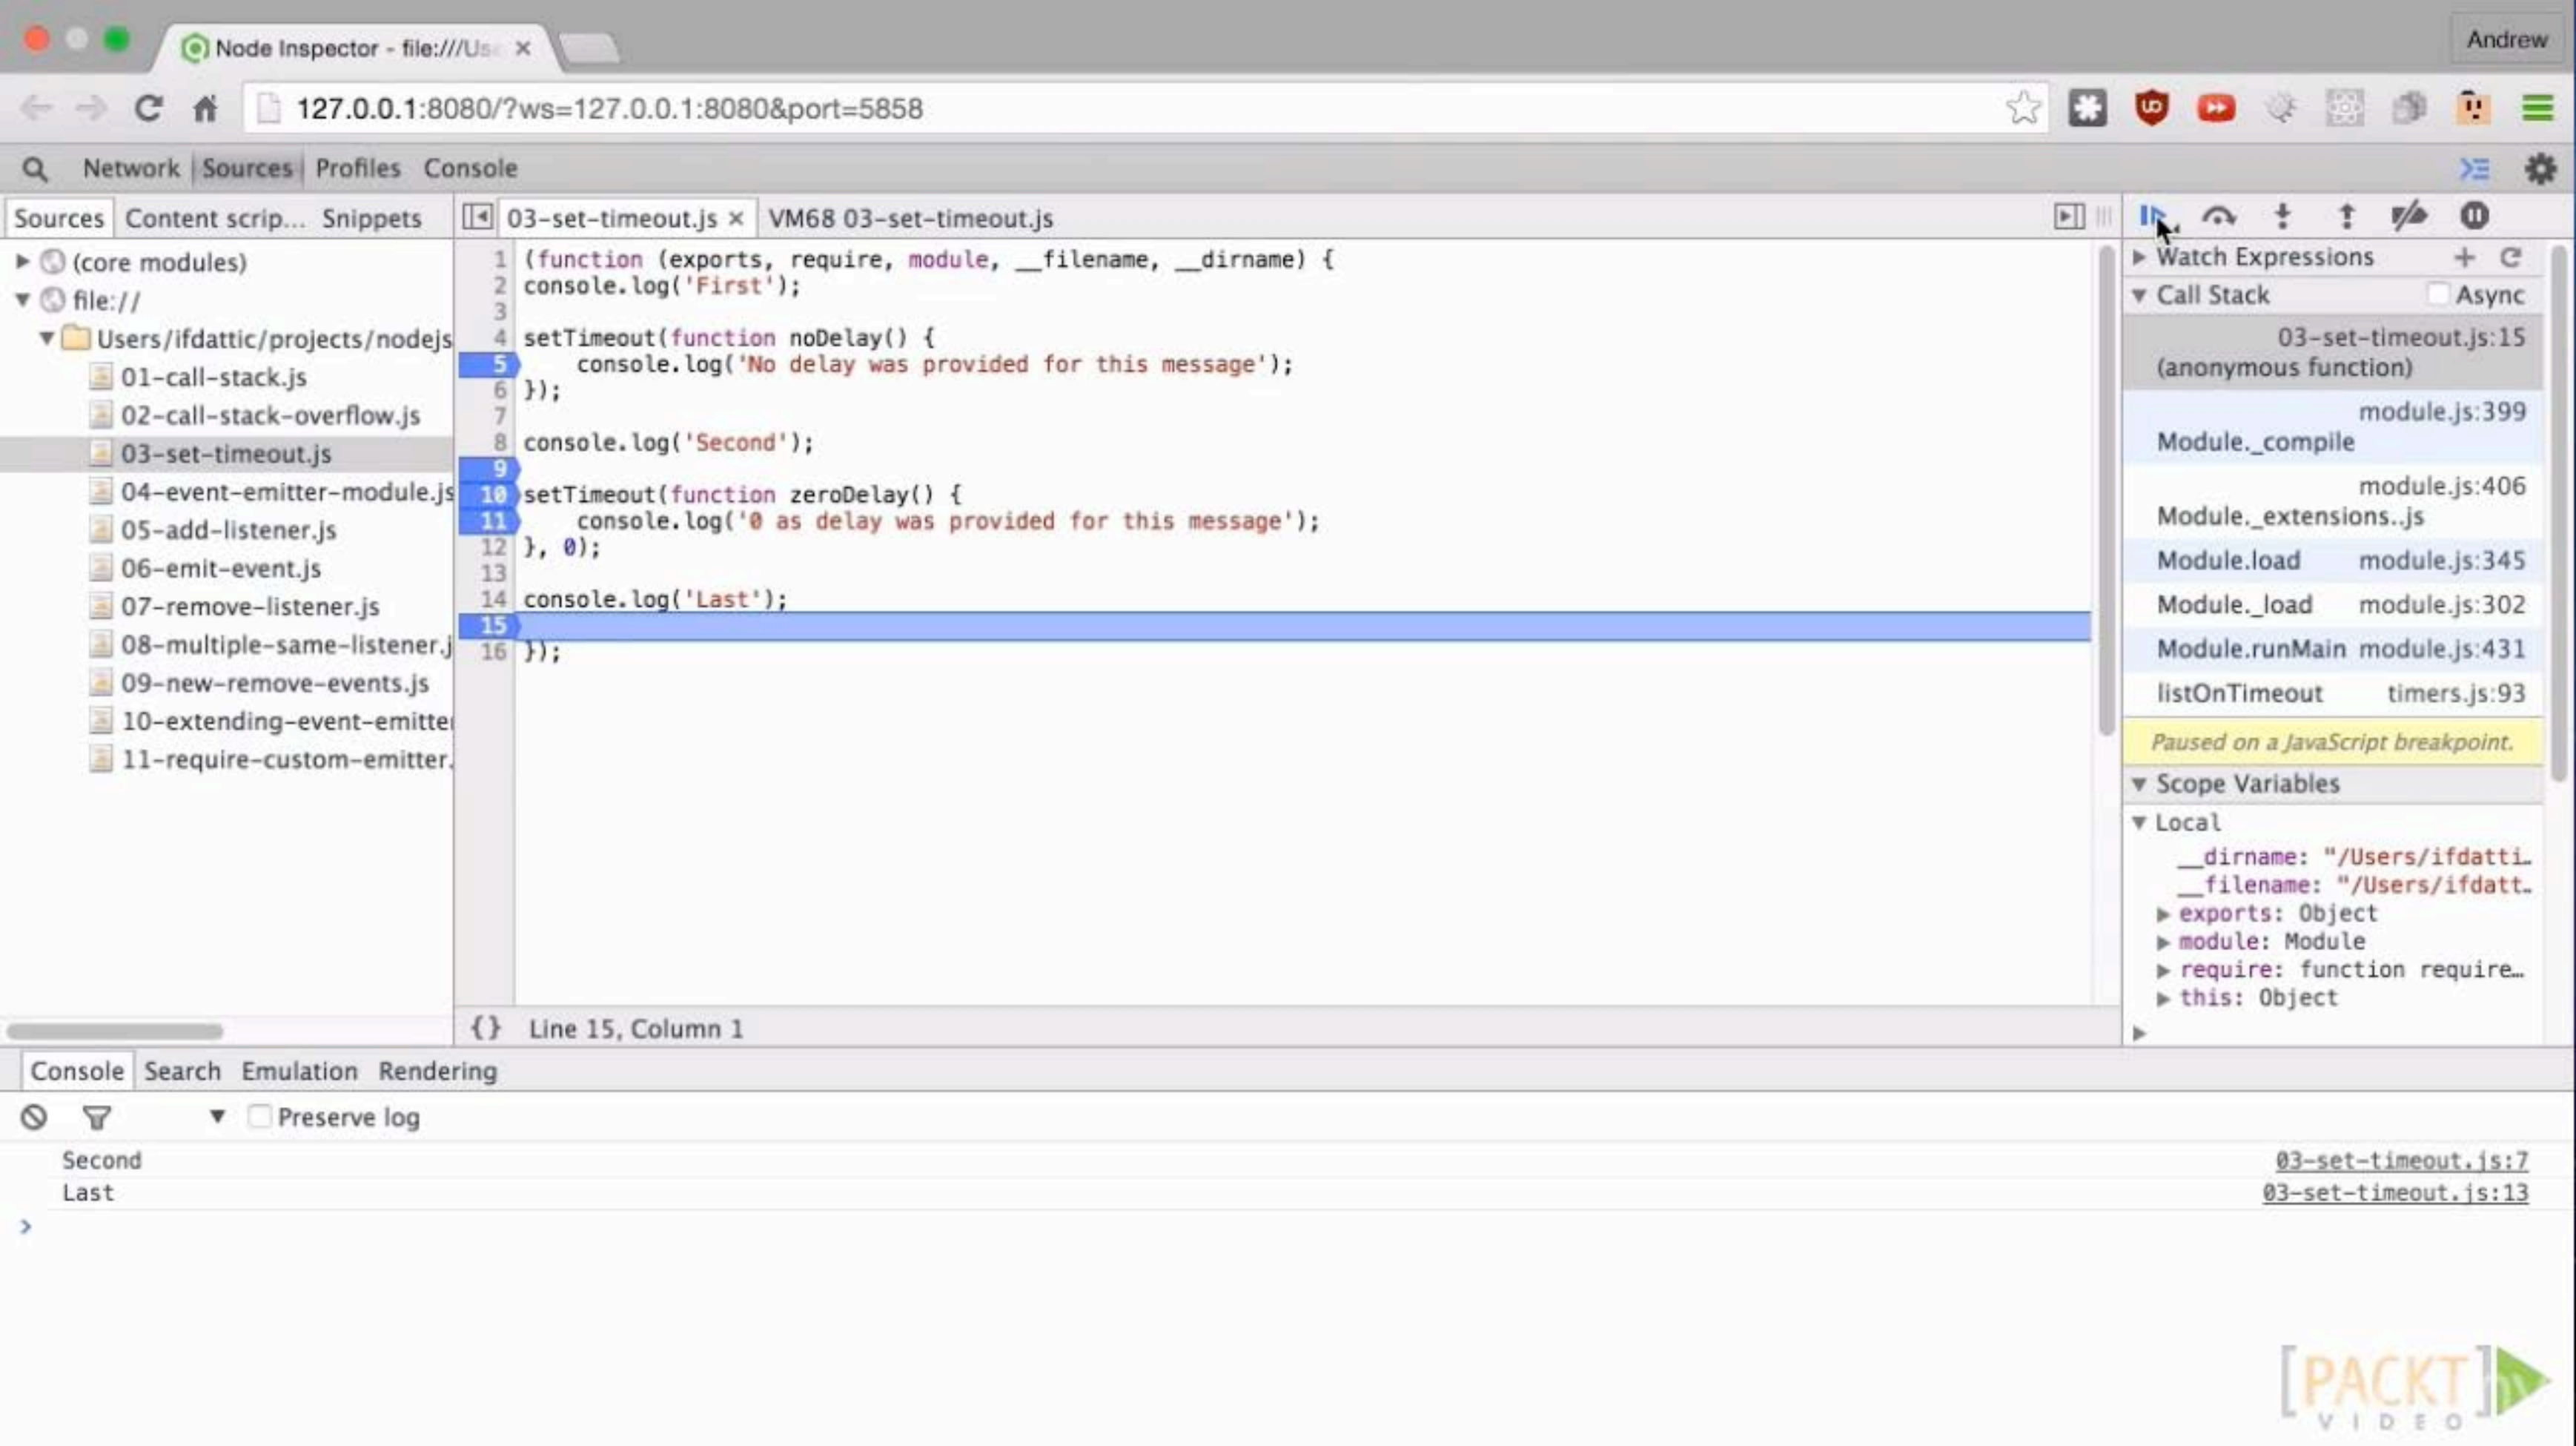 Node Inspector - file:///Us
Andrew
127.0.0.1:8080/?ws=127.0.0.1:8080&port=5858
Network Sources Profiles Console
Sources Content scrip... Snippets
03-set-timeout.js × VM68 03-set-timeout.js
(core modules)
file://
Users/ifdattic/projects/nodejs
01-call-stack.js
02-call-stack-overflow.js
03-set-timeout.js
04-event-emitter-module.js
05-add-listener.js
06-emit-event.js
07-remove-listener.js
08-multiple-same-listener.j
09-new-remove-events.js
10-extending-event-emitter
11-require-custom-emitter.
1 (function (exports, require, module, __filename, __dirname) {
2 console.log('First');
3
4 setTimeout(function noDelay() {
5 console.log('No delay was provided for this message');
6 });
7
8 console.log('Second');
9
10 setTimeout(function zeroDelay() {
11 console.log('0 as delay was provided for this message');
12 }, 0);
13
14 console.log('Last');
15
16 });
{} Line 15, Column 1
Watch Expressions
Call Stack Async
03-set-timeout.js:15
(anonymous function)
module.js:399
Module._compile
module.js:406
Module._extensions..js
Module.load module.js:345
Module._load module.js:302
Module.runMain module.js:431
listOnTimeout timers.js:93
Paused on a JavaScript breakpoint.
Scope Variables
Local
__dirname: "/Users/ifdatti…
__filename: "/Users/ifdatt…
exports: Object
module: Module
require: function require…
this: Object
Console Search Emulation Rendering
Preserve log
Second 03-set-timeout.js:7
Last 03-set-timeout.js:13
[PACKT]
VIDEO